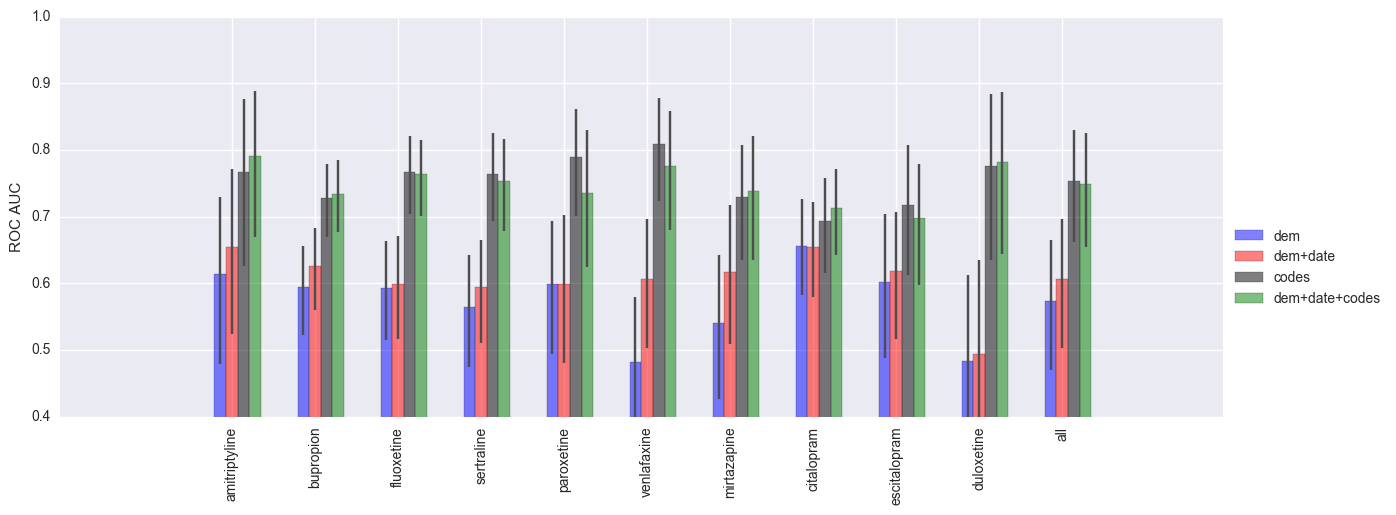 1.0
0.9
0.8
0.7
0.6
0.5
0.4
ROC AUC
amitriptyline
bupropion
fluoxetine
sertraline
paroxetine
venlafaxine
mirtazapine
citalopram
escitalopram
duloxetine
all
dem
dem+date
codes
dem+date+codes